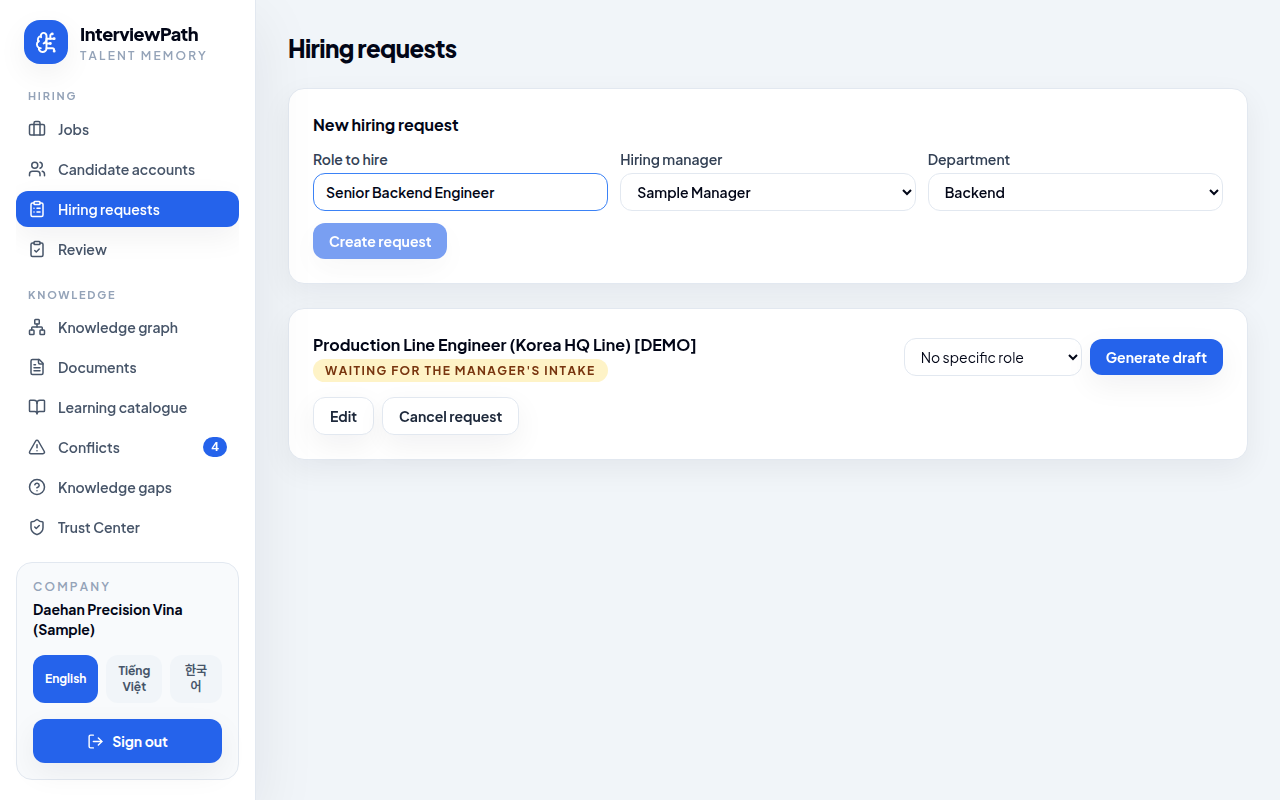 InterviewPath
TALENT MEMORY
HIRING
Jobs
Candidate accounts
Hiring requests
Review
KNOWLEDGE
Knowledge graph
Documents
Learning catalogue
Conflicts 4
Knowledge gaps
Trust Center
COMPANY
Daehan Precision Vina
(Sample)
English
Tiếng
Việt
한국
어
Sign out
Hiring requests
New hiring request
Role to hire
Senior Backend Engineer
Hiring manager
Sample Manager
Department
Backend
Create request
Production Line Engineer (Korea HQ Line) [DEMO]
WAITING FOR THE MANAGER'S INTAKE
No specific role
Generate draft
Edit
Cancel request